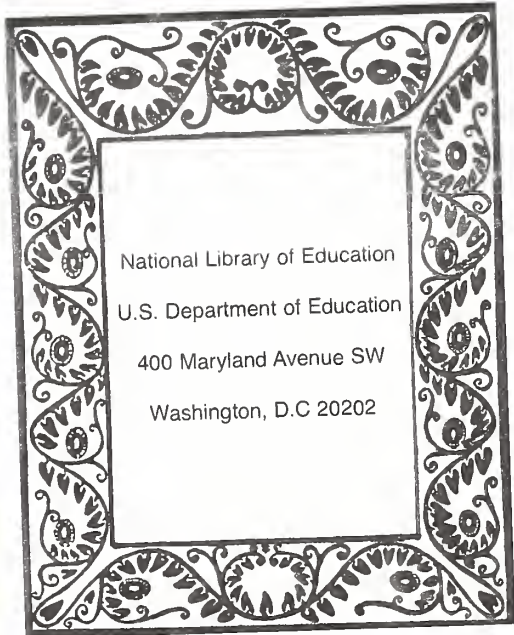 National Library of Education
U.S. Department of Education
400 Maryland Avenue SW
Washington, D.C 20202